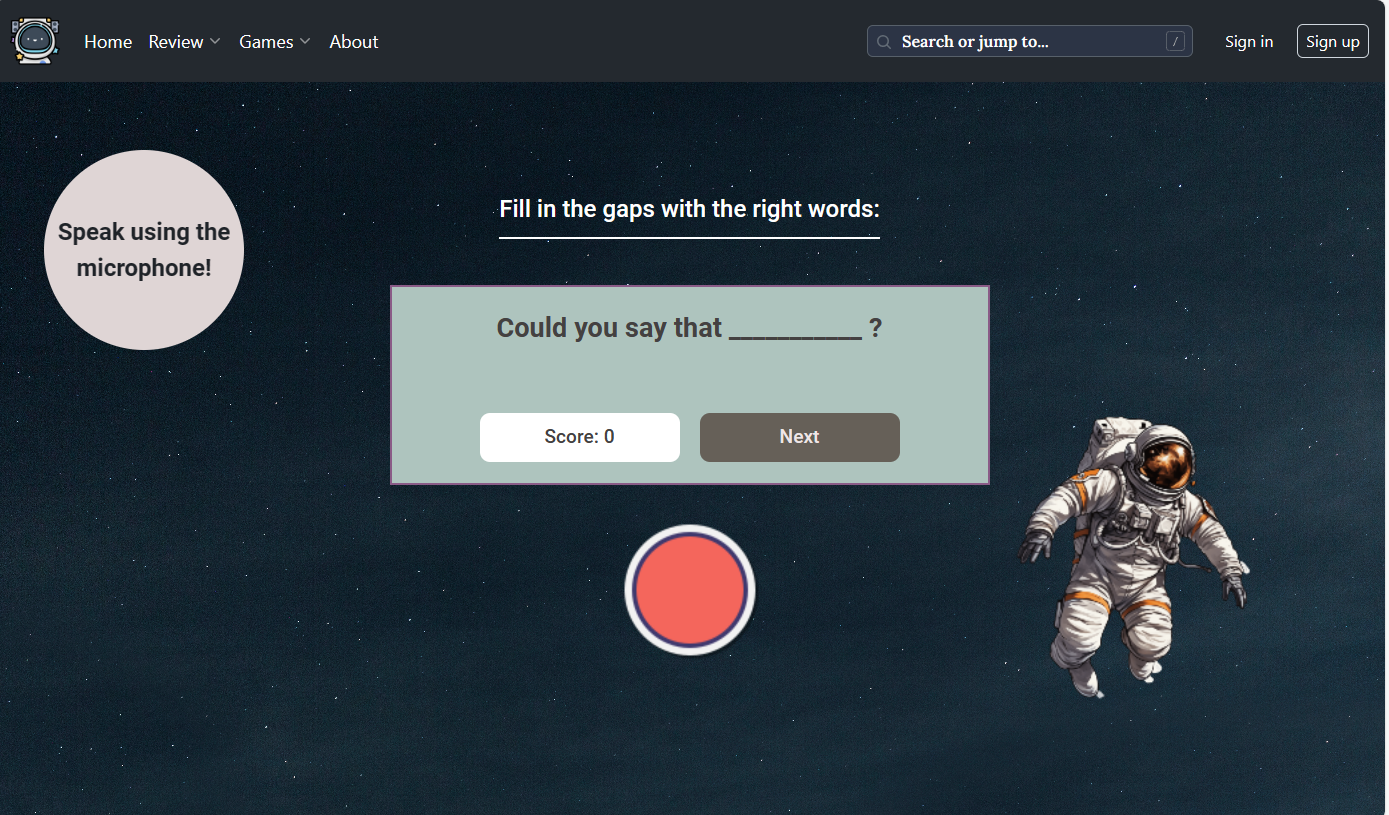 Home Review Games About Search or jump to... / Sign in Sign up
Speak using the
microphone!
Fill in the gaps with the right words:
Could you say that ___________ ?
Score: 0 Next